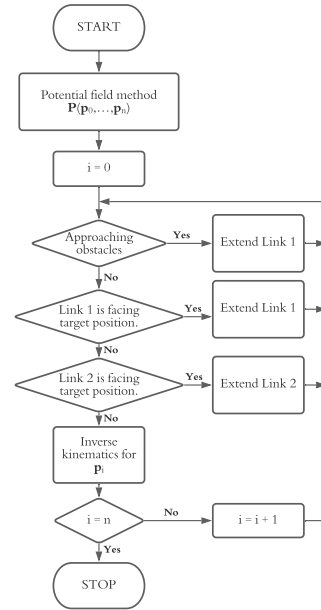 START
Potential field method
P(p₀,…,pₙ)
i = 0
Approaching
obstacles
Yes
Extend Link 1
No
Link 1 is facing
target position.
Yes
Extend Link 1
No
Link 2 is facing
target position.
Yes
Extend Link 2
No
Inverse
kinematics for
pᵢ
i = n
No
i = i + 1
Yes
STOP